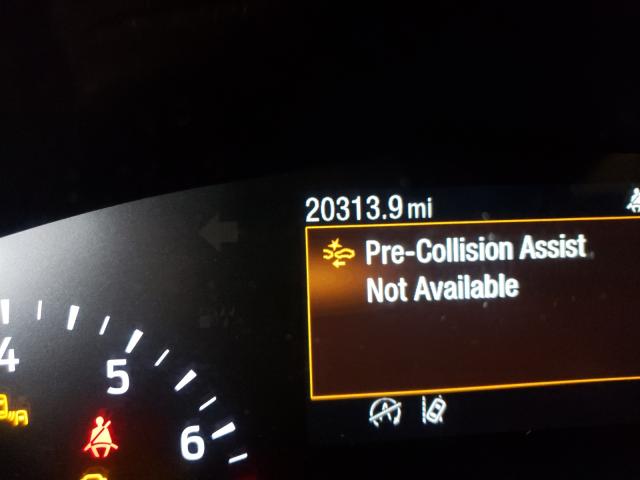 20313.9 mi
Pre-Collision Assist
Not Available
4
5
6